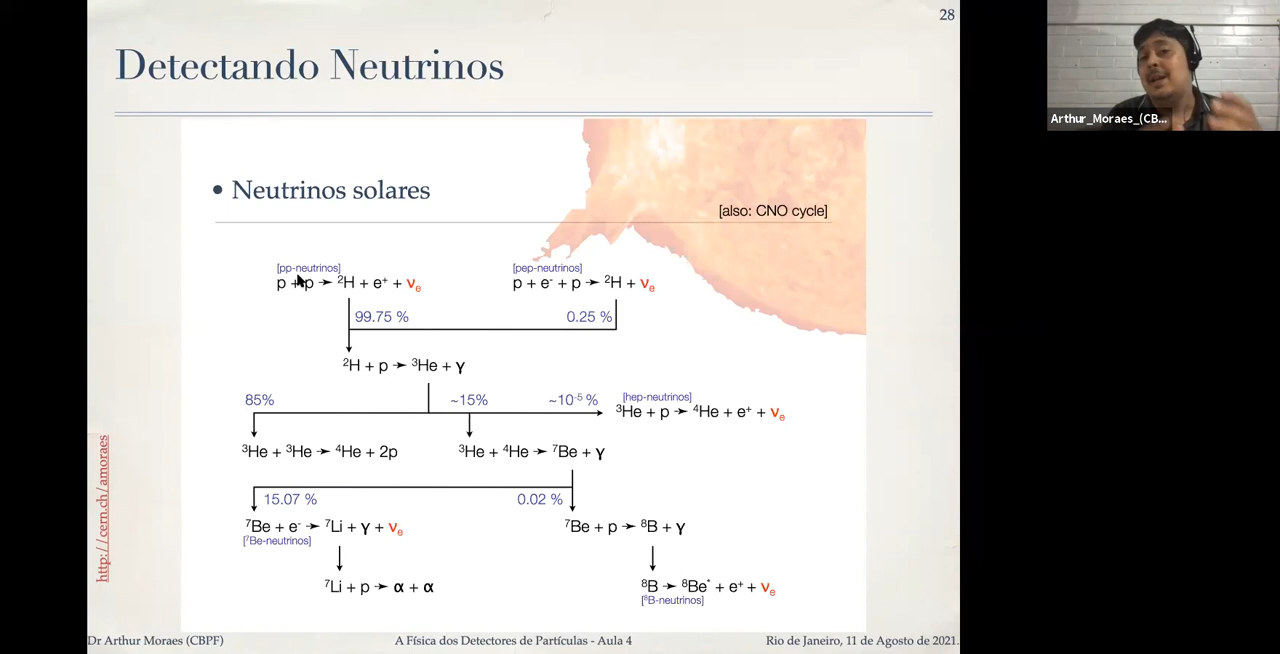 28
Detectando Neutrinos
Arthur_Moraes_(CB...
• Neutrinos solares
[also: CNO cycle]
[pp-neutrinos] [pep-neutrinos]
p + p → ²H + e⁺ + νₑ p + e⁻ + p → ²H + νₑ
99.75 % 0.25 %
²H + p → ³He + γ
85% ~15% ~10⁻⁵ % [hep-neutrinos]
³He + p → ⁴He + e⁺ + νₑ
³He + ³He → ⁴He + 2p ³He + ⁴He → ⁷Be + γ
15.07 % 0.02 %
⁷Be + e⁻ → ⁷Li + γ + νₑ ⁷Be + p → ⁸B + γ
[⁷Be-neutrinos]
⁷Li + p → α + α ⁸B → ⁸Be* + e⁺ + νₑ
[⁸B-neutrinos]
http://cern.ch/amoraes
Dr Arthur Moraes (CBPF) A Física dos Detectores de Partículas - Aula 4 Rio de Janeiro, 11 de Agosto de 2021.